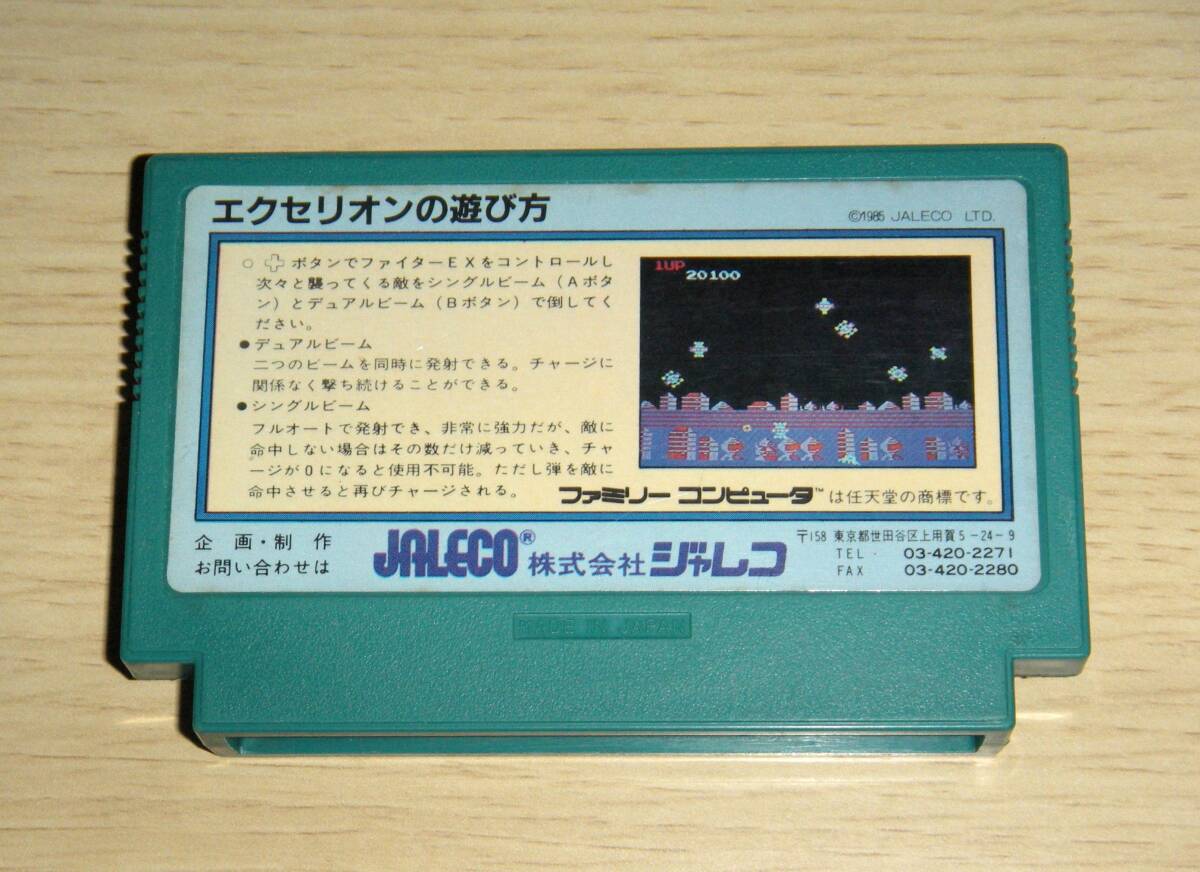 エクセリオンの遊び方
©1985 JALECO LTD.
○ ボタンでファイターEXをコントロールし
次々と襲ってくる敵をシングルビーム(Aボタ
ン)とデュアルビーム(Bボタン)で倒してく
ださい。
●デュアルビーム
二つのビームを同時に発射できる。チャージに
関係なく撃ち続けることができる。
●シングルビーム
フルオートで発射でき、非常に強力だが、敵に
命中しない場合はその数だけ減っていき、チャ
ージが0になると使用不可能。ただし弾を敵に
命中させると再びチャージされる。
1UP
20100
ファミリー コンピュータ™は任天堂の商標です。
企画・制作
お問い合わせは
JALECO® 株式会社ジャレコ
〒158 東京都世田谷区上用賀5-24-9
TEL 03-420-2271
FAX 03-420-2280
MADE IN JAPAN